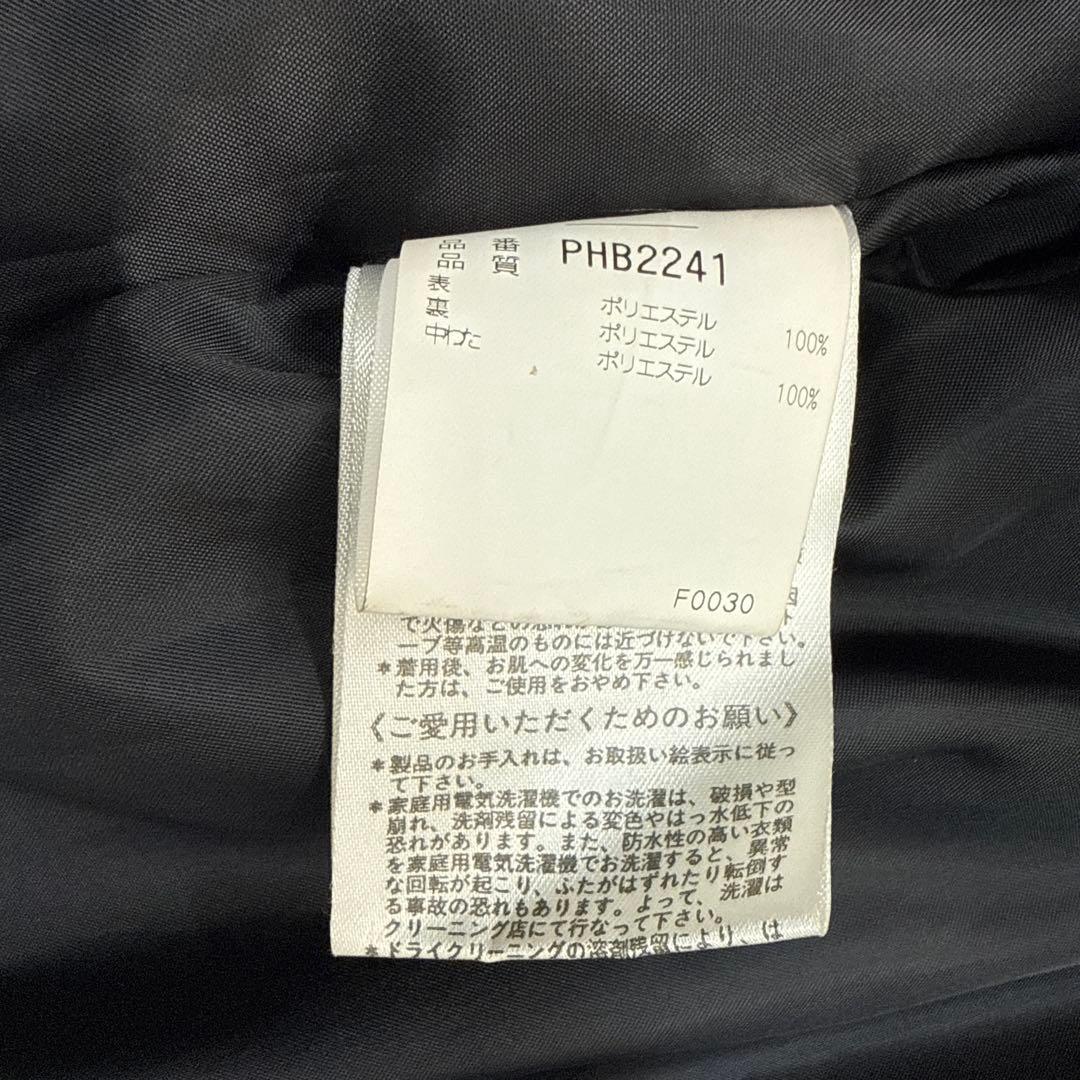 品番 PHB2241
品質
表 ポリエステル 100%
裏 ポリエステル
中わた ポリエステル 100%
F0030
ーブ等高温のものには近づけないで下さい。
*着用後、お肌への変化を万一感じられまし
た方は、ご使用をおやめ下さい。
《ご愛用いただくためのお願い》
*製品のお手入れは、お取扱い絵表示に従っ
て下さい。
*家庭用電気洗濯機でのお洗濯は、破損や型
崩れ、洗剤残留による変色やはっ水低下の
恐れがあります。また、防水性の高い衣類
を家庭用電気洗濯機でお洗濯すると、異常
な回転が起こり、ふたがはずれたり転倒す
る事故の恐れもあります。よって、洗濯は
クリーニング店にて行なって下さい。
*ドライクリーニングの溶剤残留により、は